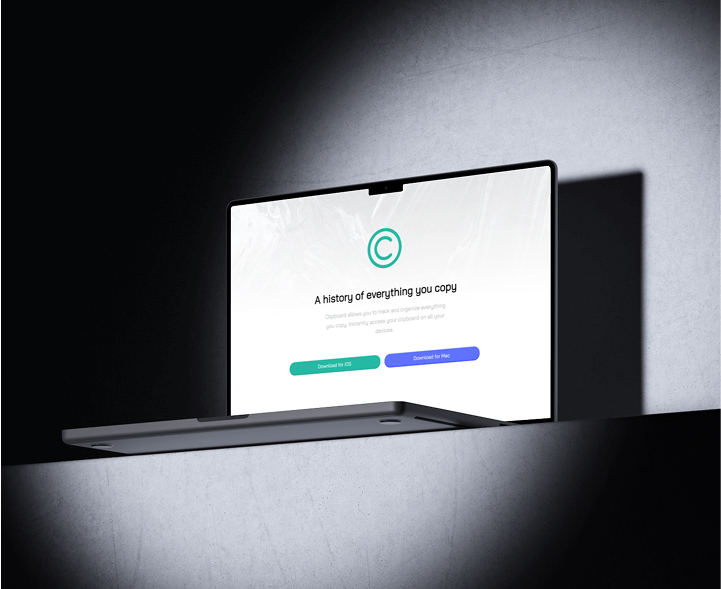 C
A history of everything you copy
Clipboard allows you to track and organize everything
you copy. Instantly access your clipboard on all your
devices.
Download for iOS
Download for Mac